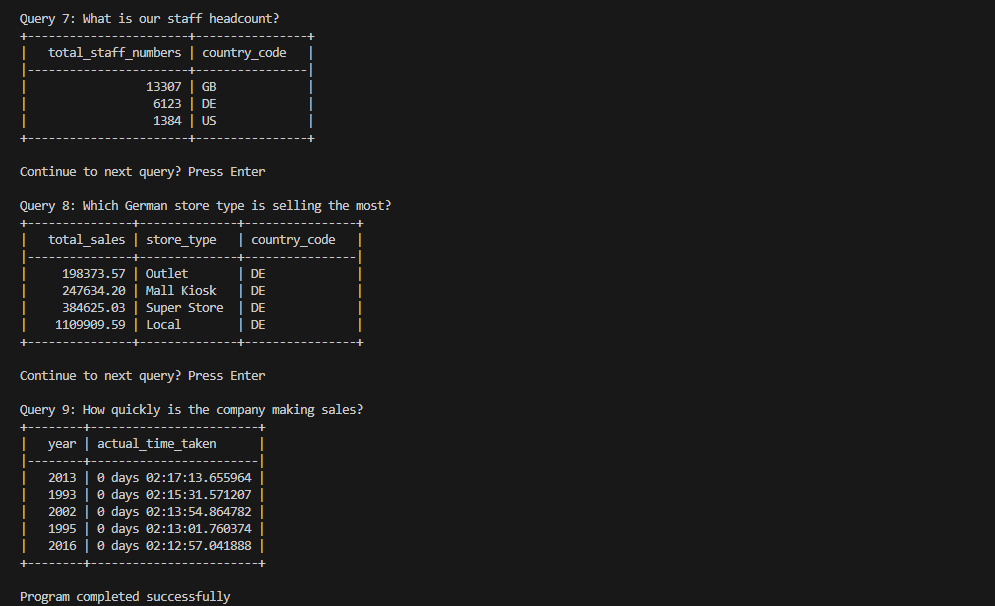 Query 7: What is our staff headcount?
+-----------------------+----------------+
|   total_staff_numbers | country_code   |
|-----------------------+----------------|
|                 13307 | GB             |
|                  6123 | DE             |
|                  1384 | US             |
+-----------------------+----------------+
Continue to next query? Press Enter
Query 8: Which German store type is selling the most?
+---------------+--------------+----------------+
|   total_sales | store_type   | country_code   |
|---------------+--------------+----------------|
|     198373.57 | Outlet       | DE             |
|     247634.20 | Mall Kiosk   | DE             |
|     384625.03 | Super Store  | DE             |
|    1109909.59 | Local        | DE             |
+---------------+--------------+----------------+
Continue to next query? Press Enter
Query 9: How quickly is the company making sales?
+--------+------------------------+
|   year | actual_time_taken      |
|--------+------------------------|
|   2013 | 0 days 02:17:13.655964 |
|   1993 | 0 days 02:15:31.571207 |
|   2002 | 0 days 02:13:54.864782 |
|   1995 | 0 days 02:13:01.760374 |
|   2016 | 0 days 02:12:57.041888 |
+--------+------------------------+
Program completed successfully